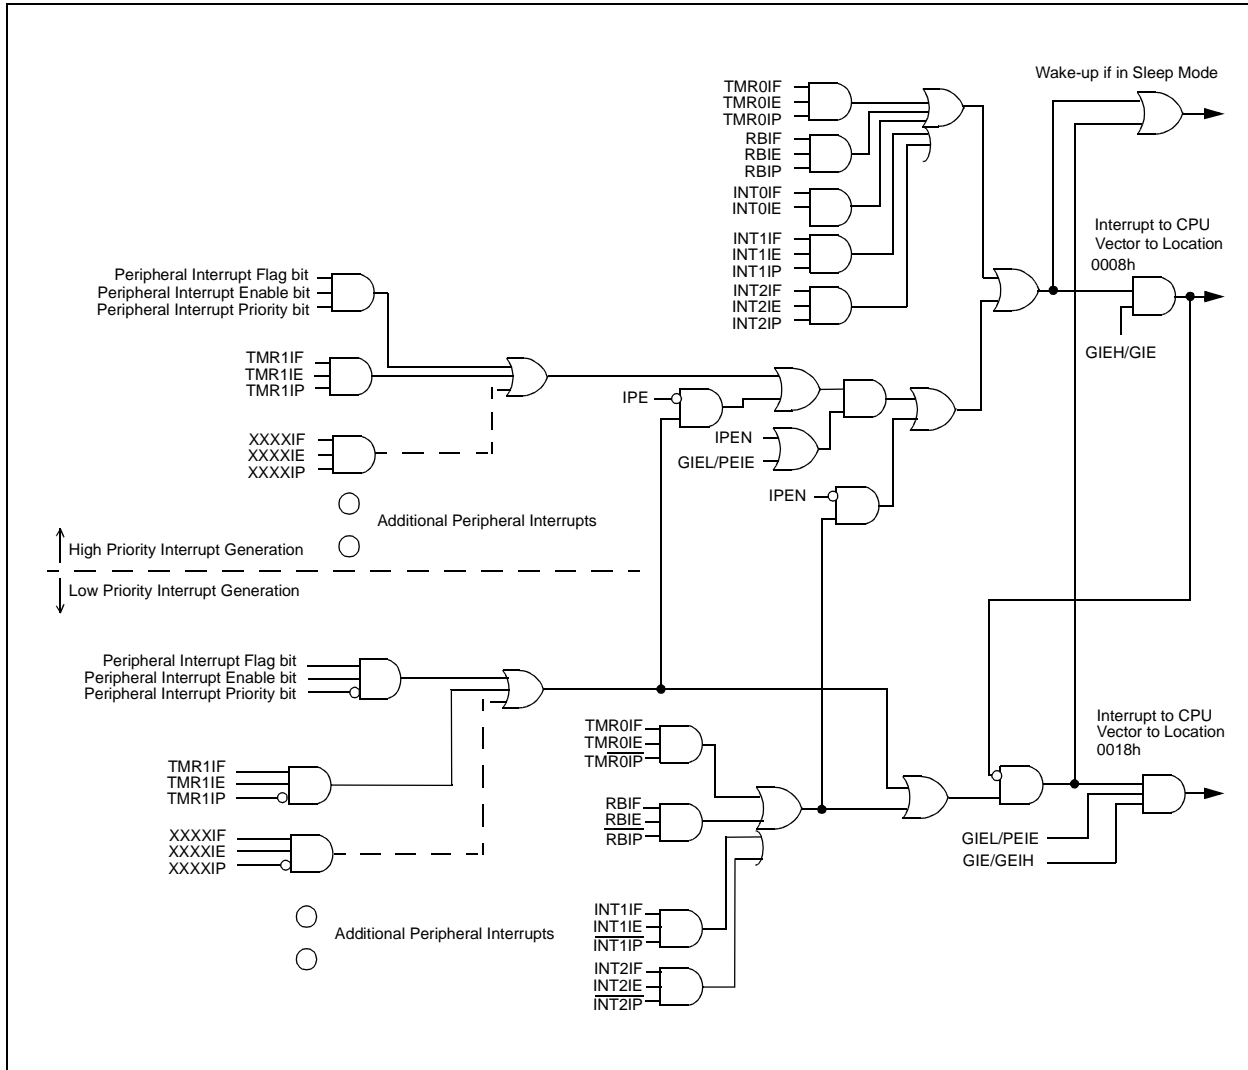 Wake-up if in Sleep Mode
TMR0IF
TMR0IE
TMR0IP
RBIF
RBIE
RBIP
INT0IF
INT0IE
INT1IF
INT1IE
INT1IP
INT2IF
INT2IE
INT2IP
Interrupt to CPU
Vector to Location
0008h
GIEH/GIE
Peripheral Interrupt Flag bit
Peripheral Interrupt Enable bit
Peripheral Interrupt Priority bit
TMR1IF
TMR1IE
TMR1IP
XXXXIF
XXXXIE
XXXXIP
IPE
IPEN
GIEL/PEIE
IPEN
Additional Peripheral Interrupts
High Priority Interrupt Generation
Low Priority Interrupt Generation
Peripheral Interrupt Flag bit
Peripheral Interrupt Enable bit
Peripheral Interrupt Priority bit
TMR1IF
TMR1IE
TMR1IP
XXXXIF
XXXXIE
XXXXIP
Additional Peripheral Interrupts
TMR0IF
TMR0IE
TMR0IP
RBIF
RBIE
RBIP
INT1IF
INT1IE
INT1IP
INT2IF
INT2IE
INT2IP
Interrupt to CPU
Vector to Location
0018h
GIEL/PEIE
GIE/GEIH